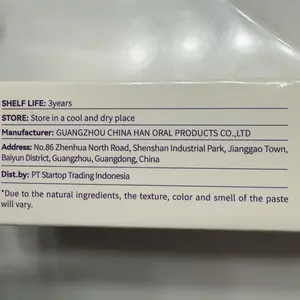 SHELF LIFE: 3years
STORE: Store in a cool and dry place
Manufacturer: GUANGZHOU CHINA HAN ORAL PRODUCTS CO.,LTD
Address: No.86 Zhenhua North Road, Shenshan Industrial Park, Jianggao Town,
Baiyun District, Guangzhou, Guangdong, China
Dist.by: PT Startop Trading Indonesia
*Due to the natural ingredients, the texture, color and smell of the paste
will vary.